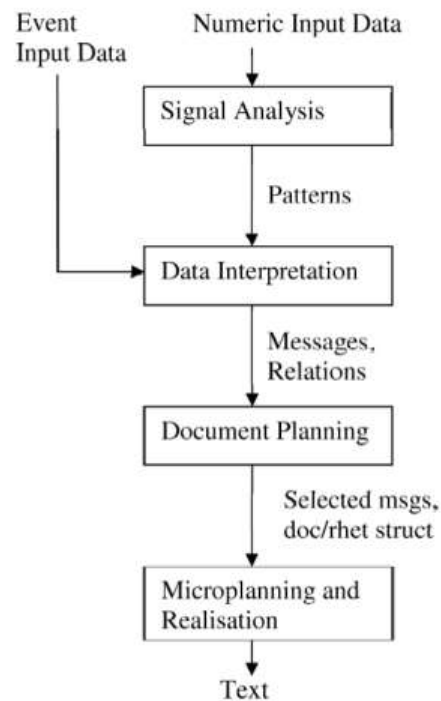 Event
Input Data
Numeric Input Data
Signal Analysis
Patterns
Data Interpretation
Messages,
Relations
Document Planning
Selected msgs,
doc/rhet struct
Microplanning and
Realisation
Text